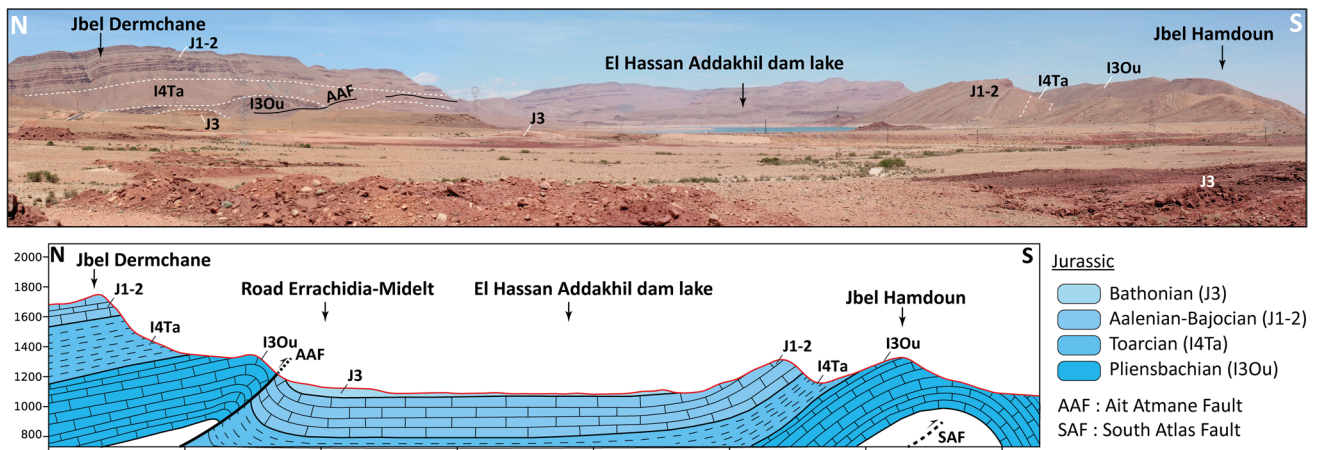 N
S
Jbel Dermchane
J1-2
Jbel Hamdoun
El Hassan Addakhil dam lake
I4Ta
I3Ou
J1-2
I4Ta
I3Ou
AAF
J3
J3
J3
N
S
2000
1800
1600
1400
1200
1000
800
Jbel Dermchane
J1-2
I4Ta
Road Errachidia-Midelt
I3Ou
AAF
J3
El Hassan Addakhil dam lake
Jbel Hamdoun
J1-2
I4Ta
I3Ou
SAF
Jurassic
Bathonian (J3)
Aalenian-Bajocian (J1-2)
Toarcian (I4Ta)
Pliensbachian (I3Ou)
AAF : Ait Atmane Fault
SAF : South Atlas Fault